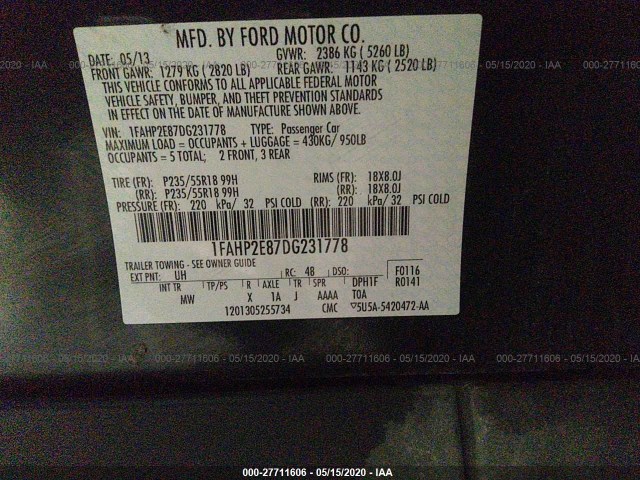 MFD. BY FORD MOTOR CO.
DATE: 05/13 GVWR: 2386 KG ( 5260 LB)
FRONT GAWR: 1279 KG ( 2820 LB) REAR GAWR: 1143 KG ( 2520 LB)
THIS VEHICLE CONFORMS TO ALL APPLICABLE FEDERAL MOTOR
VEHICLE SAFETY, BUMPER, AND THEFT PREVENTION STANDARDS
IN EFFECT ON THE DATE OF MANUFACTURE SHOWN ABOVE.
VIN: 1FAHP2E87DG231778 TYPE: Passenger Car
MAXIMUM LOAD = OCCUPANTS + LUGGAGE = 430KG/ 950LB
OCCUPANTS = 5 TOTAL; 2 FRONT, 3 REAR
TIRE (FR): P235/55R18 99H RIMS (FR): 18X8.0J
(RR): P235/55R18 99H (RR): 18X8.0J
PRESSURE (FR): 220 kPa/ 32 PSI COLD (RR): 220 kPa/ 32 PSI COLD
1FAHP2E87DG231778
TRAILER TOWING - SEE OWNER GUIDE
EXT PNT: UH RC: 4B DSO: F0116
INT TR TP/PS R AXLE TR SPR DPH1F R0141
MW X 1A J AAAA TOA
1201305255734 CMC ▽5U5A-5420472-AA
000-27711606 - 05/15/2020 - IAA